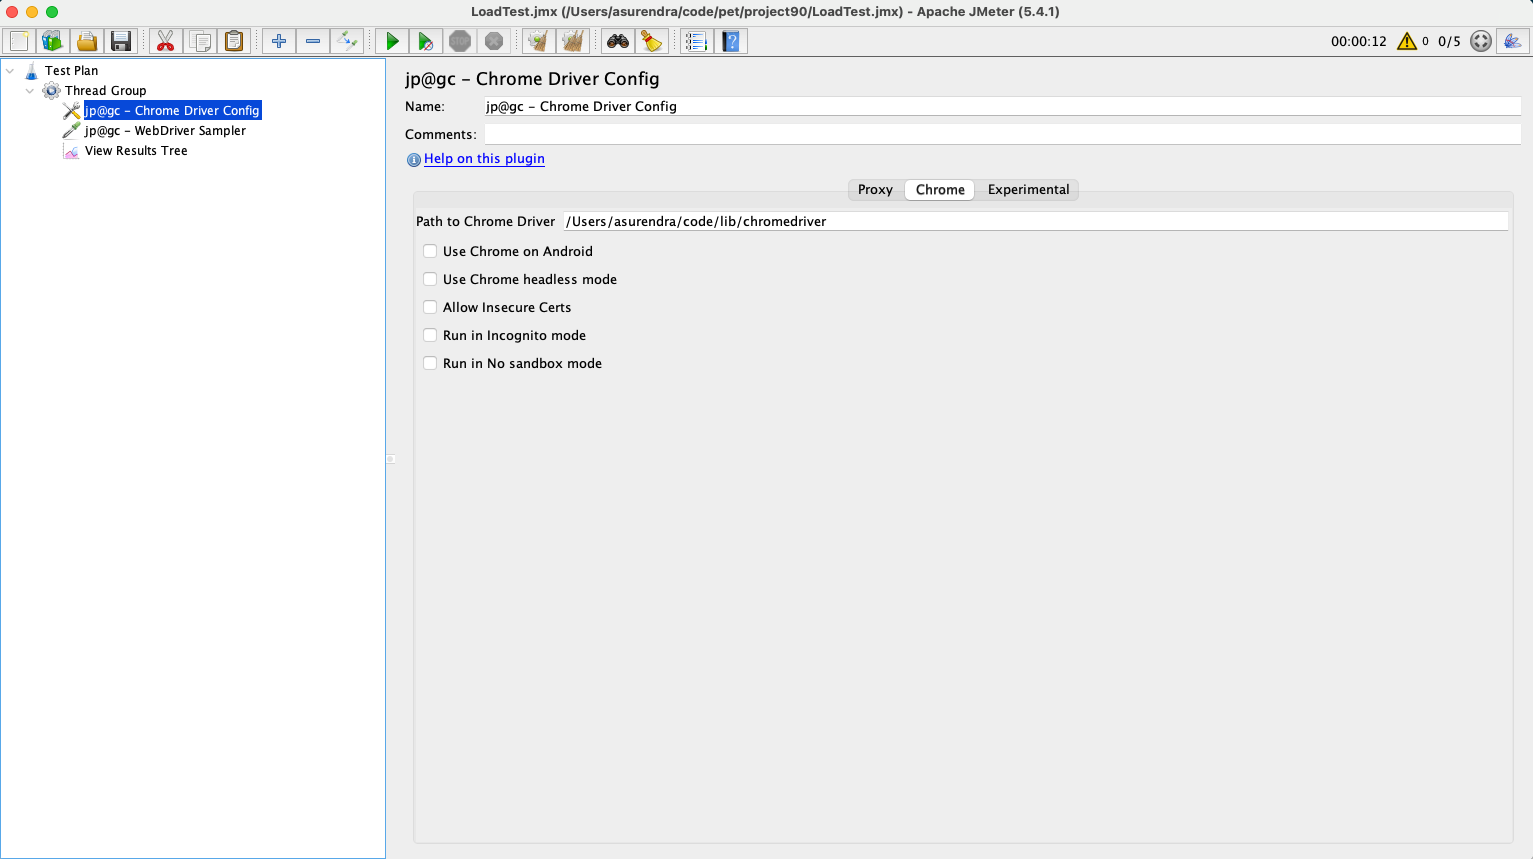 LoadTest.jmx (/Users/asurendra/code/pet/project90/LoadTest.jmx) - Apache JMeter (5.4.1)
STOP
00:00:12 0 0/5
Test Plan
Thread Group
jp@gc - Chrome Driver Config
jp@gc - WebDriver Sampler
View Results Tree
jp@gc - Chrome Driver Config
Name: jp@gc - Chrome Driver Config
Comments:
Help on this plugin
Proxy Chrome Experimental
Path to Chrome Driver /Users/asurendra/code/lib/chromedriver
Use Chrome on Android
Use Chrome headless mode
Allow Insecure Certs
Run in Incognito mode
Run in No sandbox mode